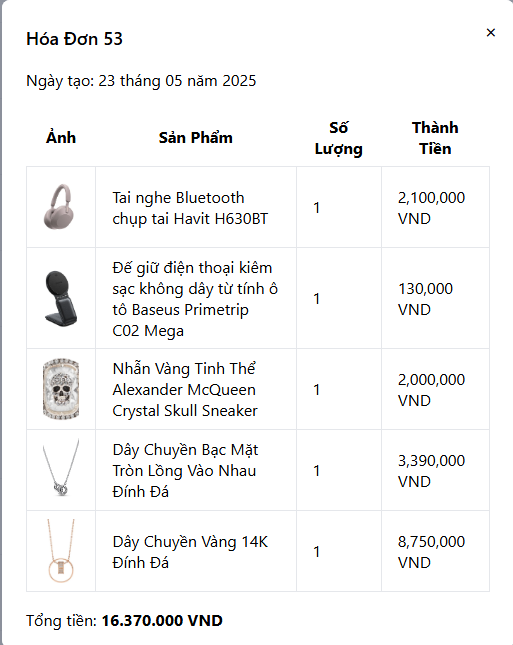 Hóa Đơn 53
×
Ngày tạo: 23 tháng 05 năm 2025
Ảnh
Sản Phẩm
Số
Lượng
Thành
Tiền
Tai nghe Bluetooth
chụp tai Havit H630BT
1
2,100,000
VND
Đế giữ điện thoại kiêm
sạc không dây từ tính ô
tô Baseus Primetrip
C02 Mega
1
130,000
VND
Nhẫn Vàng Tinh Thể
Alexander McQueen
Crystal Skull Sneaker
1
2,000,000
VND
Dây Chuyền Bạc Mặt
Tròn Lồng Vào Nhau
Đính Đá
1
3,390,000
VND
Dây Chuyền Vàng 14K
Đính Đá
1
8,750,000
VND
Tổng tiền: 16.370.000 VND